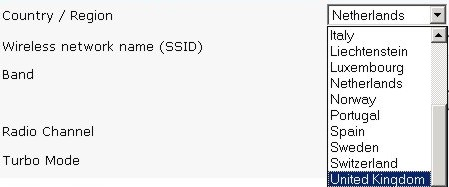 Country / Region
Netherlands
Wireless network name (SSID)
Band
Radio Channel
Turbo Mode
Italy
Liechtenstein
Luxembourg
Netherlands
Norway
Portugal
Spain
Sweden
Switzerland
United Kingdom